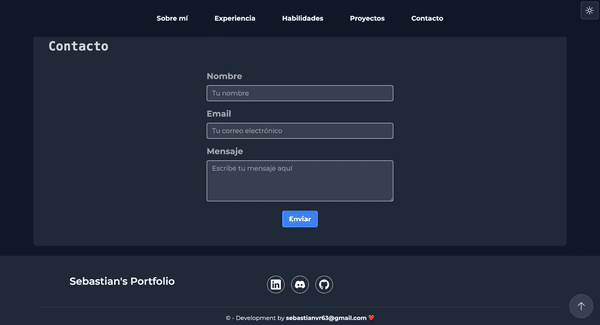 Sobre mí Experiencia Habilidades Proyectos Contacto
Contacto
Nombre
Tu nombre
Email
Tu correo electrónico
Mensaje
Escribe tu mensaje aquí
Enviar
Sebastian's Portfolio
© - Development by sebastianvr63@gmail.com ❤️